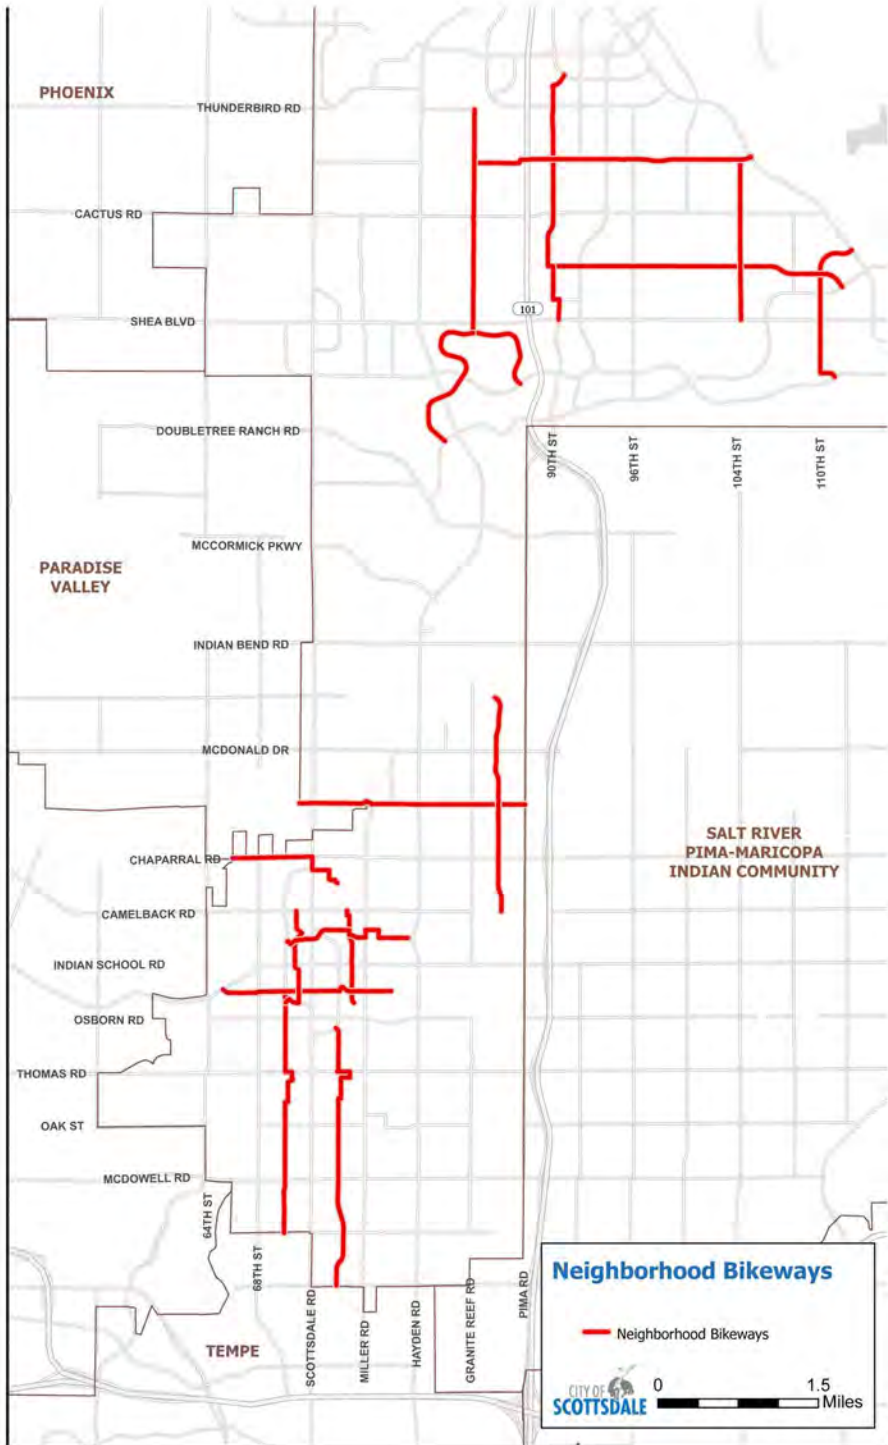 PHOENIX
THUNDERBIRD RD
CACTUS RD
SHEA BLVD
101
DOUBLETREE RANCH RD
90TH ST
96TH ST
104TH ST
110TH ST
MCCORMICK PKWY
PARADISE
VALLEY
INDIAN BEND RD
MCDONALD DR
SALT RIVER
PIMA-MARICOPA
INDIAN COMMUNITY
CHAPARRAL RD
CAMELBACK RD
INDIAN SCHOOL RD
OSBORN RD
THOMAS RD
OAK ST
MCDOWELL RD
64TH ST
68TH ST
SCOTTSDALE RD
MILLER RD
HAYDEN RD
GRANITE REEF RD
PIMA RD
TEMPE
Neighborhood Bikeways
Neighborhood Bikeways
CITY OF
SCOTTSDALE
0 1.5
Miles